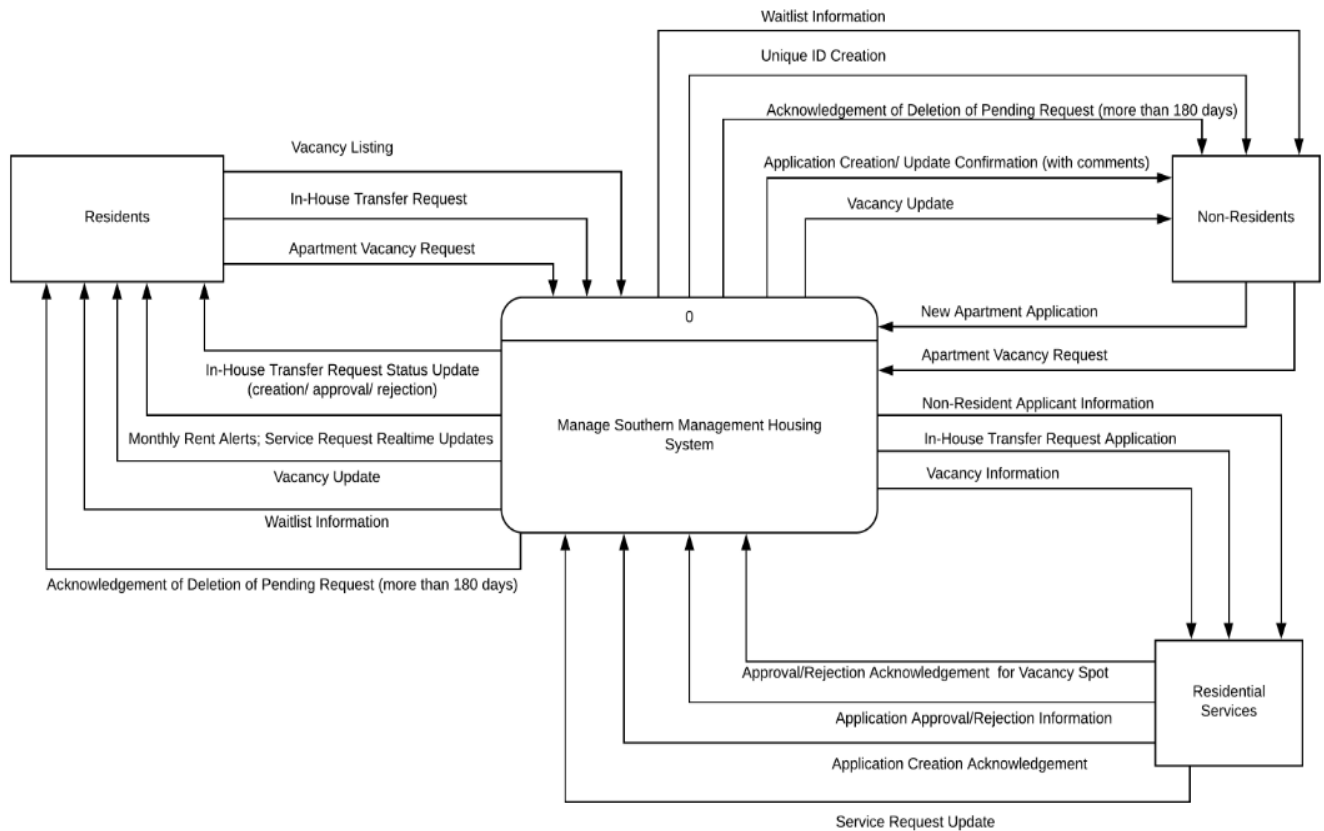 Waitlist Information
Unique ID Creation
Acknowledgement of Deletion of Pending Request (more than 180 days)
Vacancy Listing
Application Creation/ Update Confirmation (with comments)
In-House Transfer Request
Vacancy Update
Residents
Non-Residents
Apartment Vacancy Request
New Apartment Application
0
Apartment Vacancy Request
In-House Transfer Request Status Update
(creation/ approval/ rejection)
Non-Resident Applicant Information
Manage Southern Management Housing
System
Monthly Rent Alerts; Service Request Realtime Updates
In-House Transfer Request Application
Vacancy Update
Vacancy Information
Waitlist Information
Acknowledgement of Deletion of Pending Request (more than 180 days)
Approval/Rejection Acknowledgement for Vacancy Spot
Residential
Services
Application Approval/Rejection Information
Application Creation Acknowledgement
Service Request Update